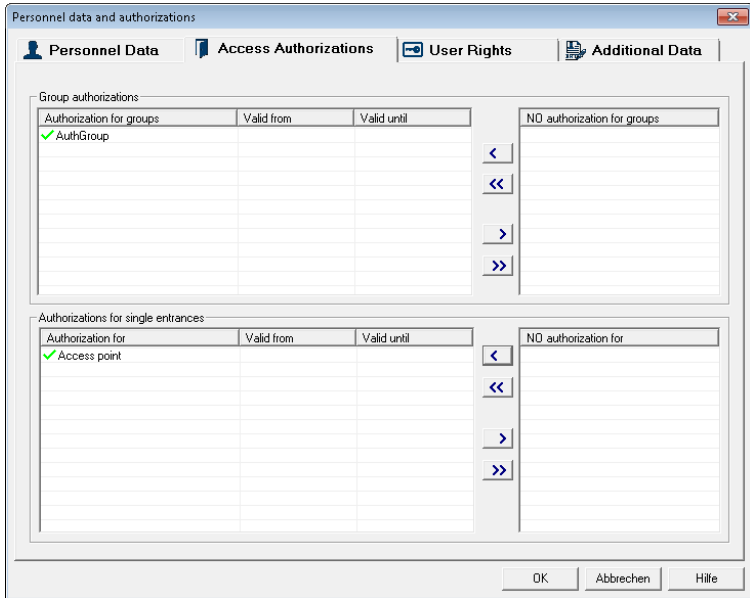 Personnel data and authorizations
Personnel Data Access Authorizations User Rights Additional Data
Group authorizations
Authorization for groups Valid from Valid until NO authorization for groups
AuthGroup
<
<<
>
>>
Authorizations for single entrances
Authorization for Valid from Valid until NO authorization for
Access point
<
<<
>
>>
OK Abbrechen Hilfe